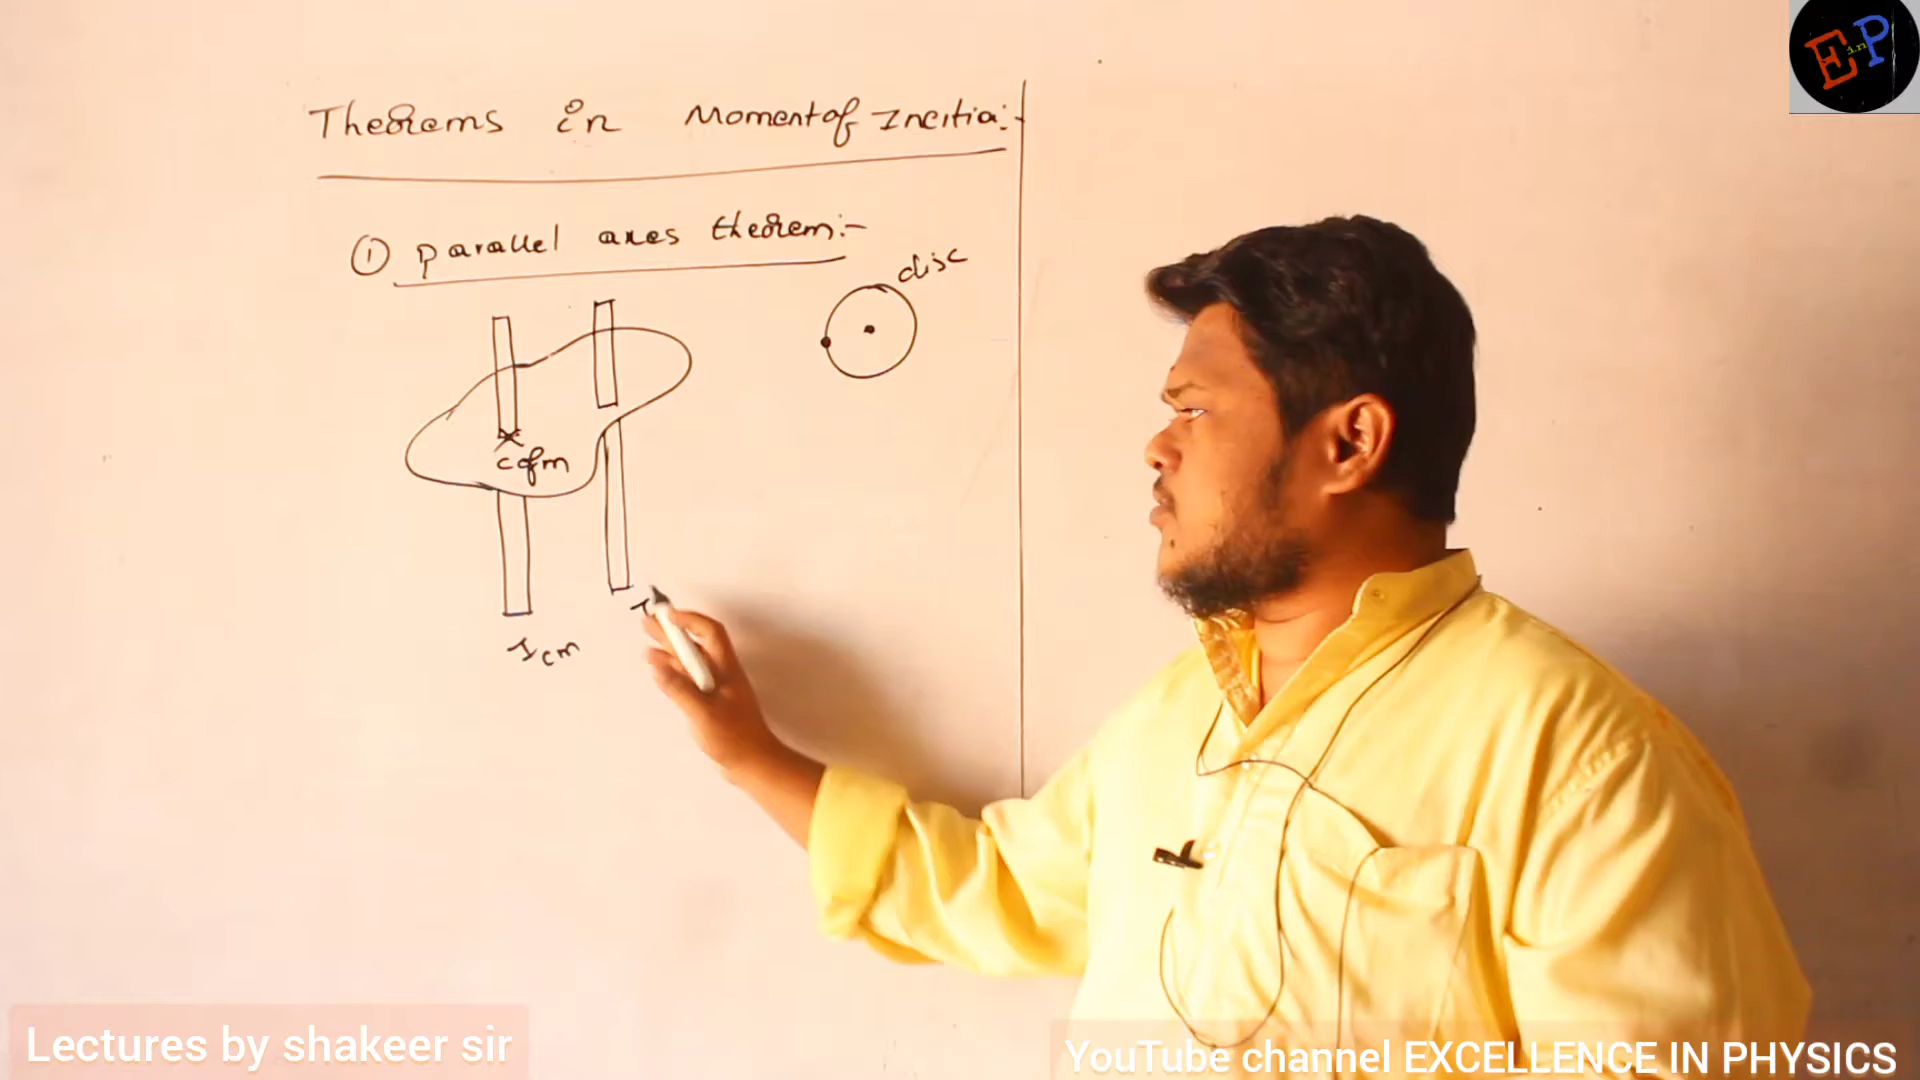 Theorems in Moment of Inertia:-
① parallel axes theorem:-
disc
c of m
I
Icm
E in P
Lectures by shakeer sir
YouTube channel EXCELLENCE IN PHYSICS